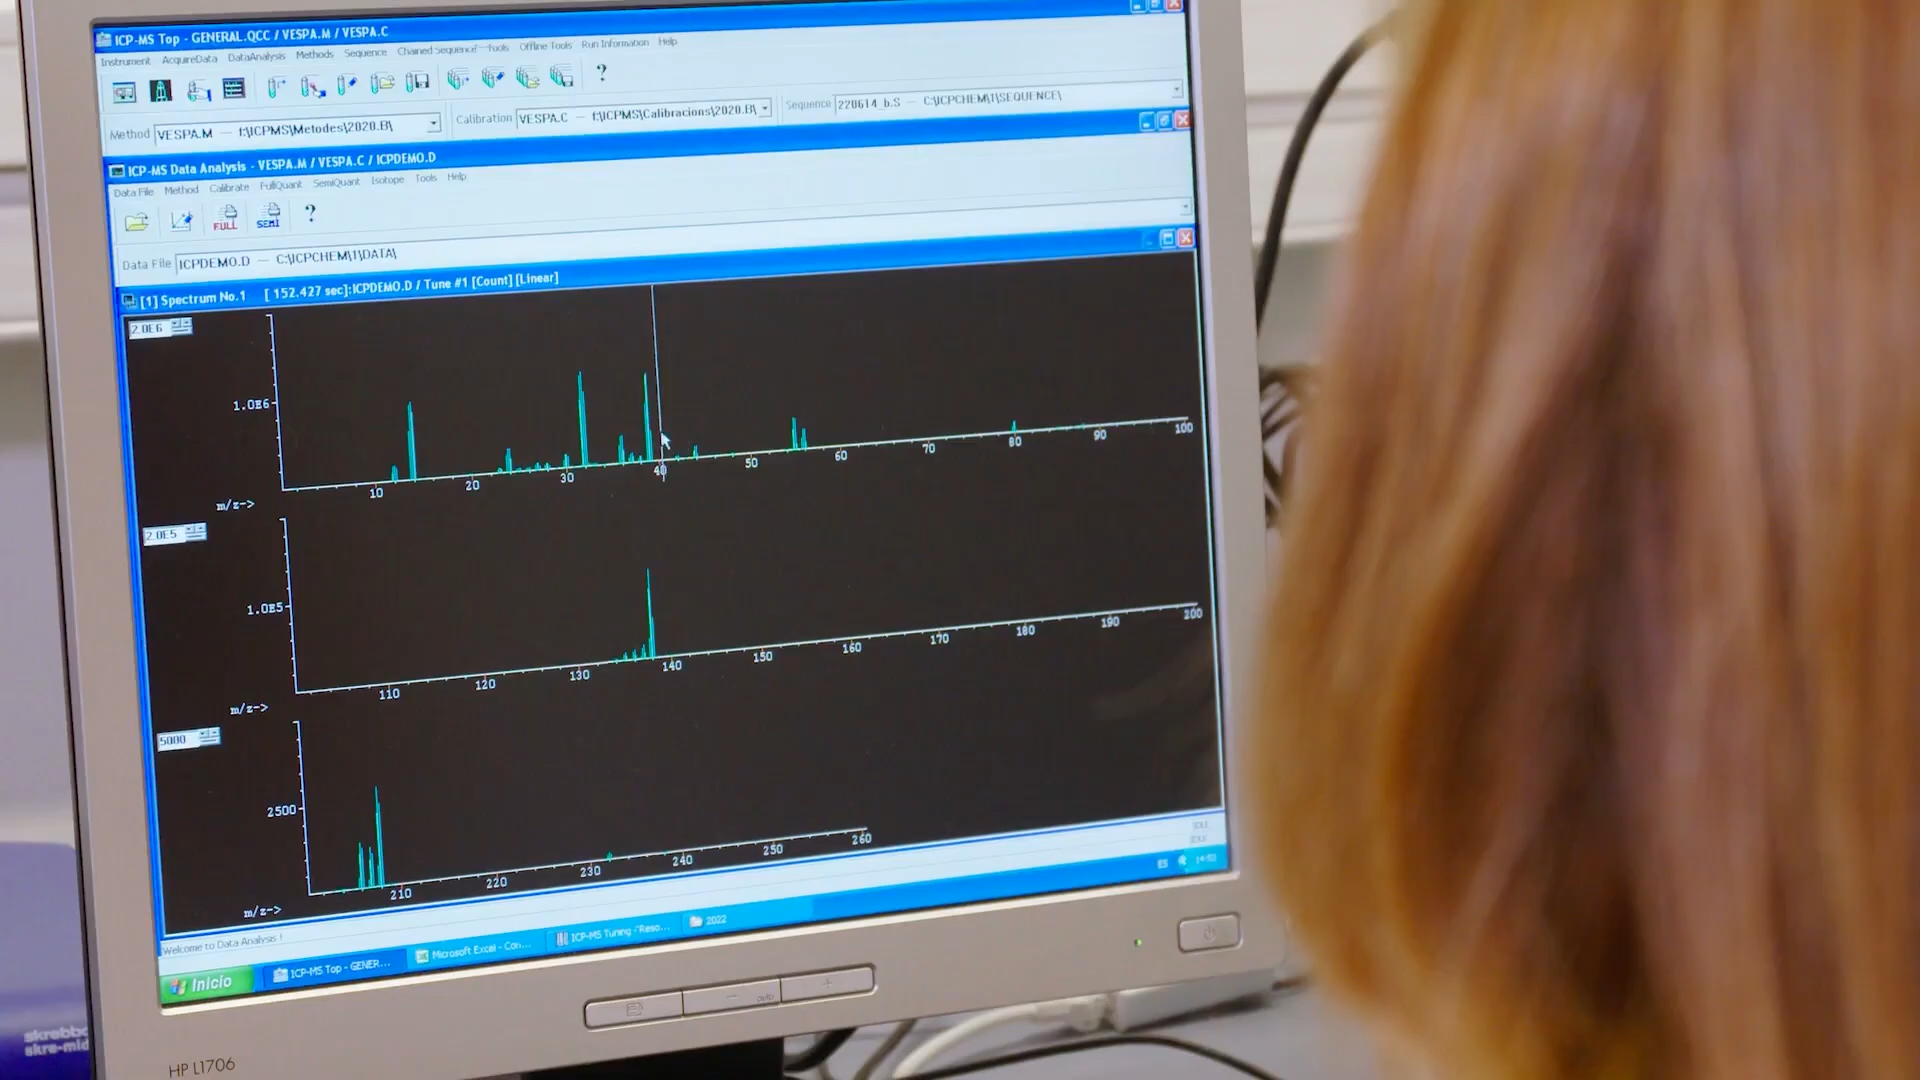 ICP-MS Top - GENERAL.QCC / VESPA.M / VESPA.C
Instrument AcquireData DataAnalysis Methods Sequence Chained Sequence Tools Offline Tools Run Information Help
?
Method VESPA.M — f:\ICPMS\Metodes\2020.B\ Calibration VESPA.C — f:\ICPMS\Calibracions\2020.B\ Sequence 220614_b.S — C:\ICPCHEM\1\SEQUENCE\
ICP-MS Data Analysis - VESPA.M / VESPA.C / ICPDEMO.D
Data File Method Calibrate FullQuant SemiQuant Isotope Tools Help
FULL SEMI ?
Data File ICPDEMO.D — C:\ICPCHEM\1\DATA\
[1] Spectrum No.1 [ 152.427 sec]:ICPDEMO.D / Tune #1 [Count] [Linear]
2.0E6
1.0E6
10 20 30 40 50 60 70 80 90 100
m/z->
2.0E5
1.0E5
110 120 130 140 150 160 170 180 190 200
m/z->
5000
2500
210 220 230 240 250 260
m/z->
Welcome to Data Analysis !
Inicio ICP-MS Top - GENER... Microsoft Excel - Con... ICP-MS Tuning - "Reso... 2022 ES
auto
HP L1706
skrebbo
skre-mid